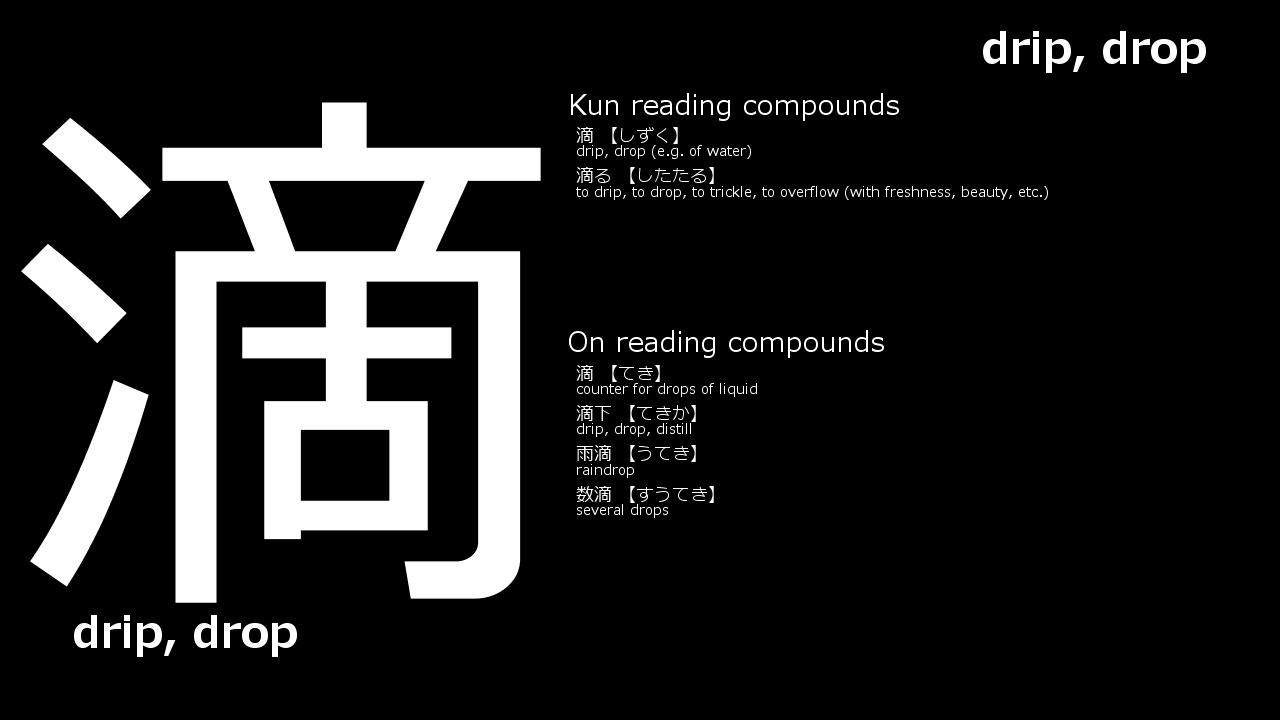 drip, drop
滴
drip, drop
Kun reading compounds
滴 【しずく】
drip, drop (e.g. of water)
滴る 【したたる】
to drip, to drop, to trickle, to overflow (with freshness, beauty, etc.)
On reading compounds
滴 【てき】
counter for drops of liquid
滴下 【てきか】
drip, drop, distill
雨滴 【うてき】
raindrop
数滴 【すうてき】
several drops